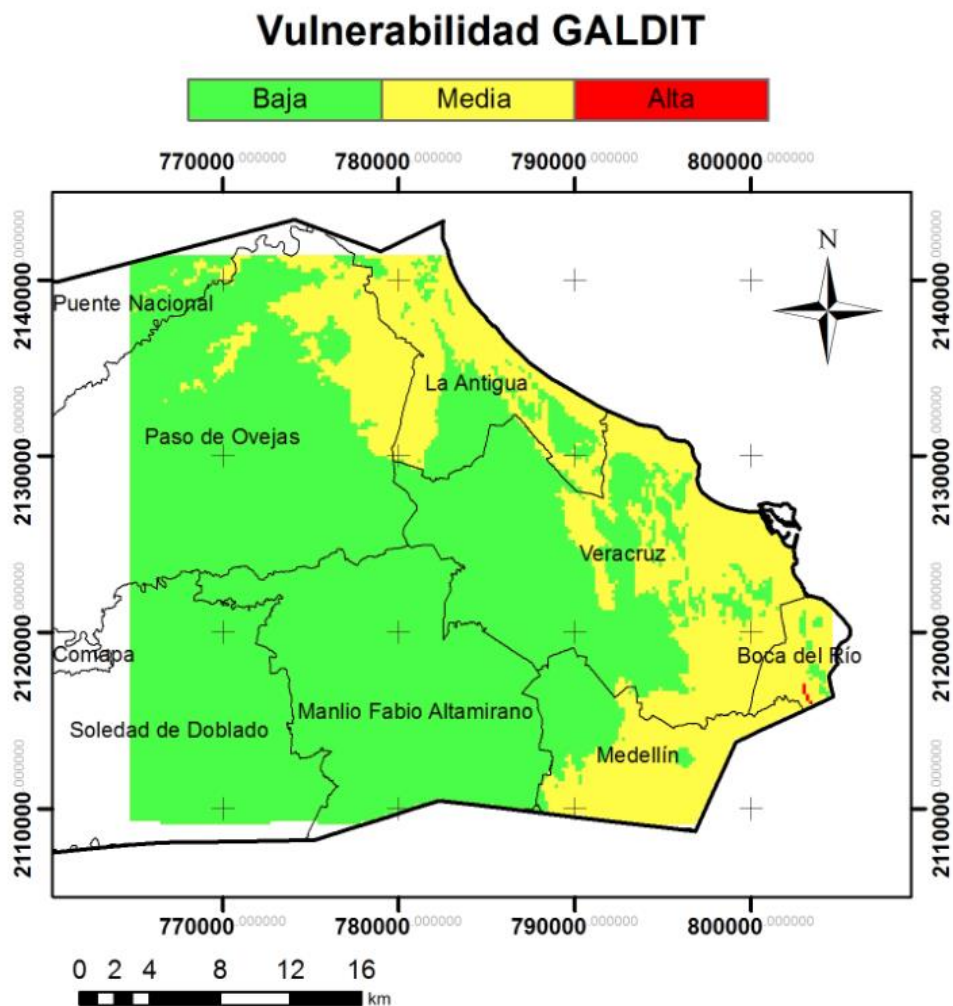 Vulnerabilidad GALDIT
Baja Media Alta
770000.000000 780000.000000 790000.000000 800000.000000
N
2140000.000000 2140000.000000
Puente Nacional
La Antigua
Paso de Ovejas
2130000.000000 2130000.000000
Veracruz
2120000.000000 2120000.000000
Comapa Boca del Río
Manlio Fabio Altamirano
Soledad de Doblado
Medellín
2110000.000000 2110000.000000
770000.000000 780000.000000 790000.000000 800000.000000
0 2 4 8 12 16
km